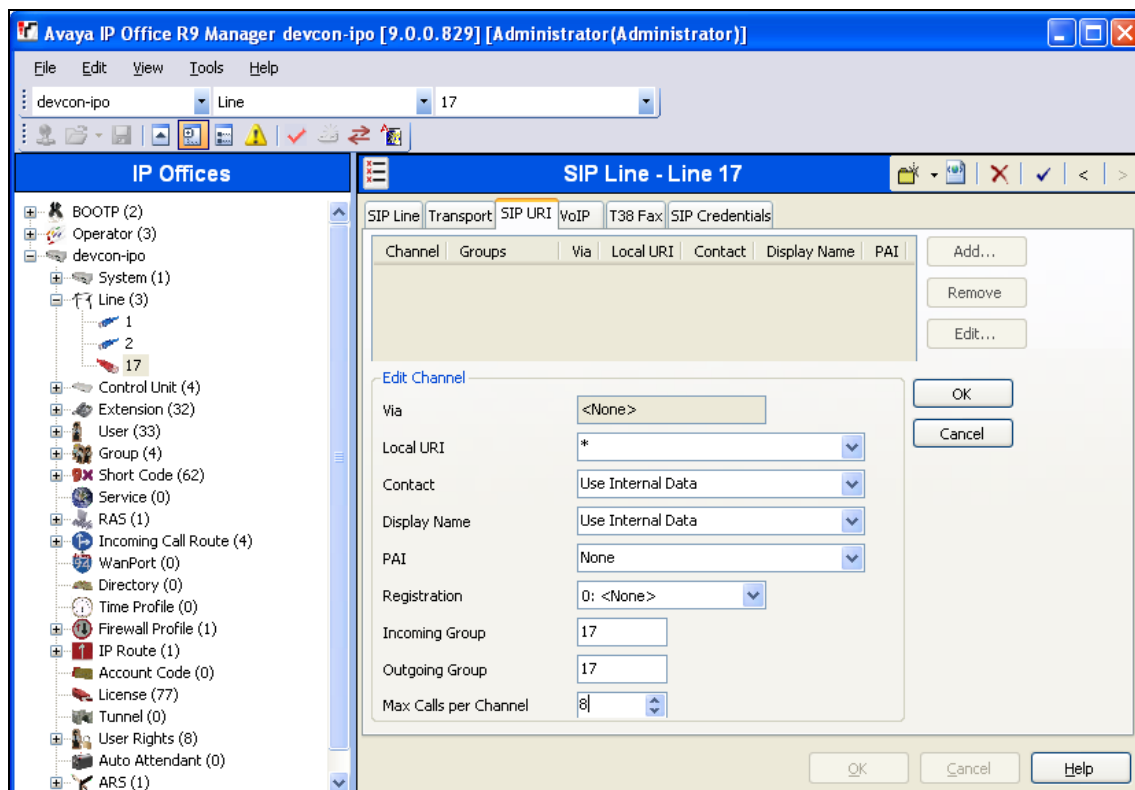 Avaya IP Office R9 Manager devcon-ipo [9.0.0.829] [Administrator(Administrator)]
File Edit View Tools Help
devcon-ipo Line 17
IP Offices
BOOTP (2)
Operator (3)
devcon-ipo
System (1)
Line (3)
1
2
17
Control Unit (4)
Extension (32)
User (33)
Group (4)
Short Code (62)
Service (0)
RAS (1)
Incoming Call Route (4)
WanPort (0)
Directory (0)
Time Profile (0)
Firewall Profile (1)
IP Route (1)
Account Code (0)
License (77)
Tunnel (0)
User Rights (8)
Auto Attendant (0)
ARS (1)
SIP Line - Line 17
SIP Line Transport SIP URI VoIP T38 Fax SIP Credentials
Channel Groups Via Local URI Contact Display Name PAI
Add...
Remove
Edit...
Edit Channel
Via <None>
Local URI *
Contact Use Internal Data
Display Name Use Internal Data
PAI None
Registration 0: <None>
Incoming Group 17
Outgoing Group 17
Max Calls per Channel 8
OK
Cancel
OK Cancel Help